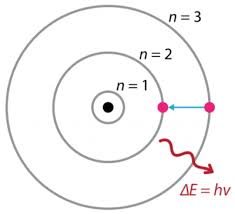 n = 3
n = 2
n = 1
ΔE = hν